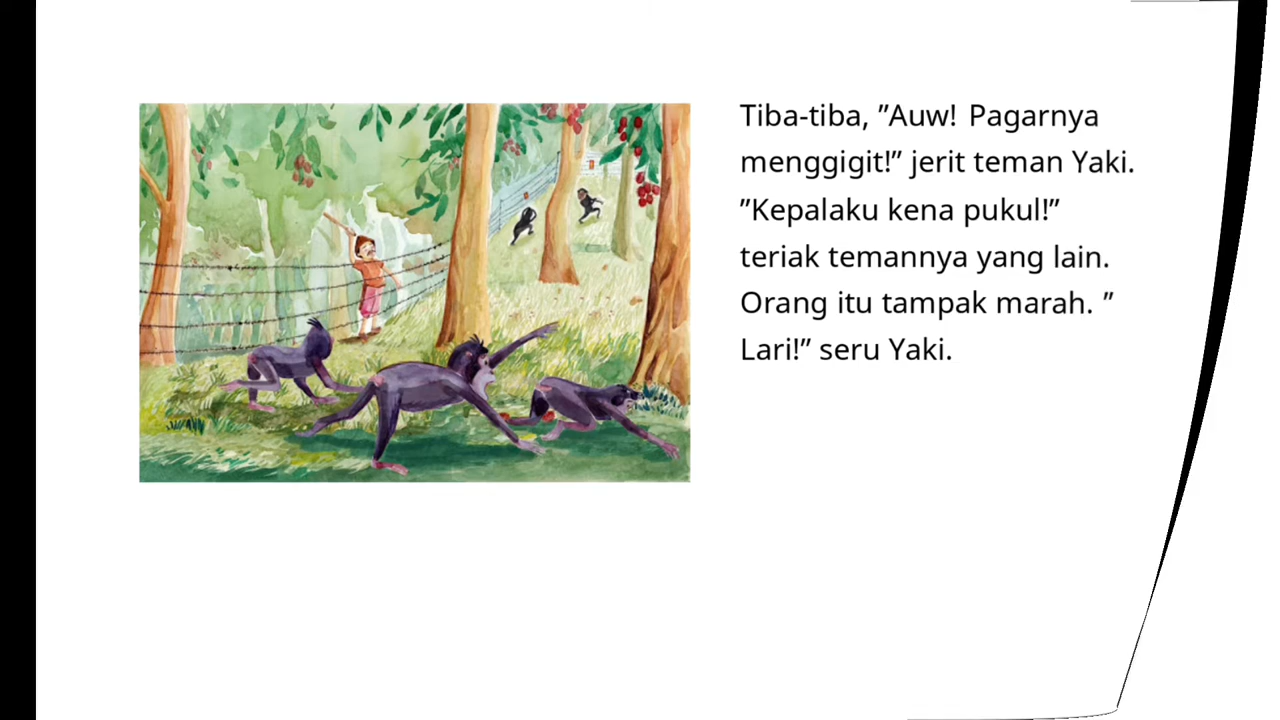 Tiba-tiba, ”Auw! Pagarnya
menggigit!” jerit teman Yaki.
”Kepalaku kena pukul!”
teriak temannya yang lain.
Orang itu tampak marah. ”
Lari!” seru Yaki.